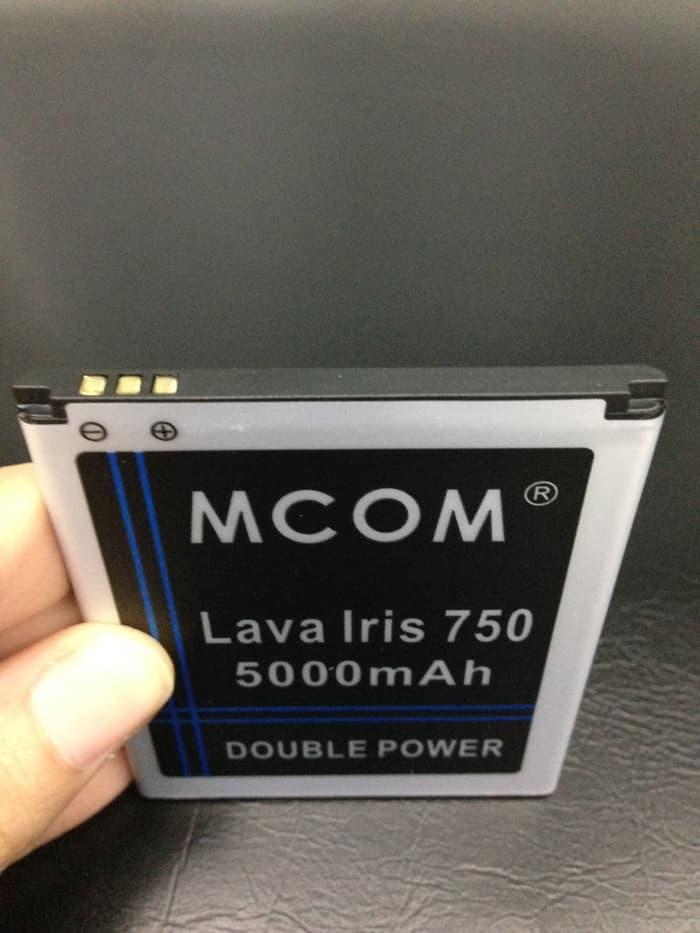 ⊖ ⊕
MCOM ®
Lava Iris 750
5000mAh
DOUBLE POWER